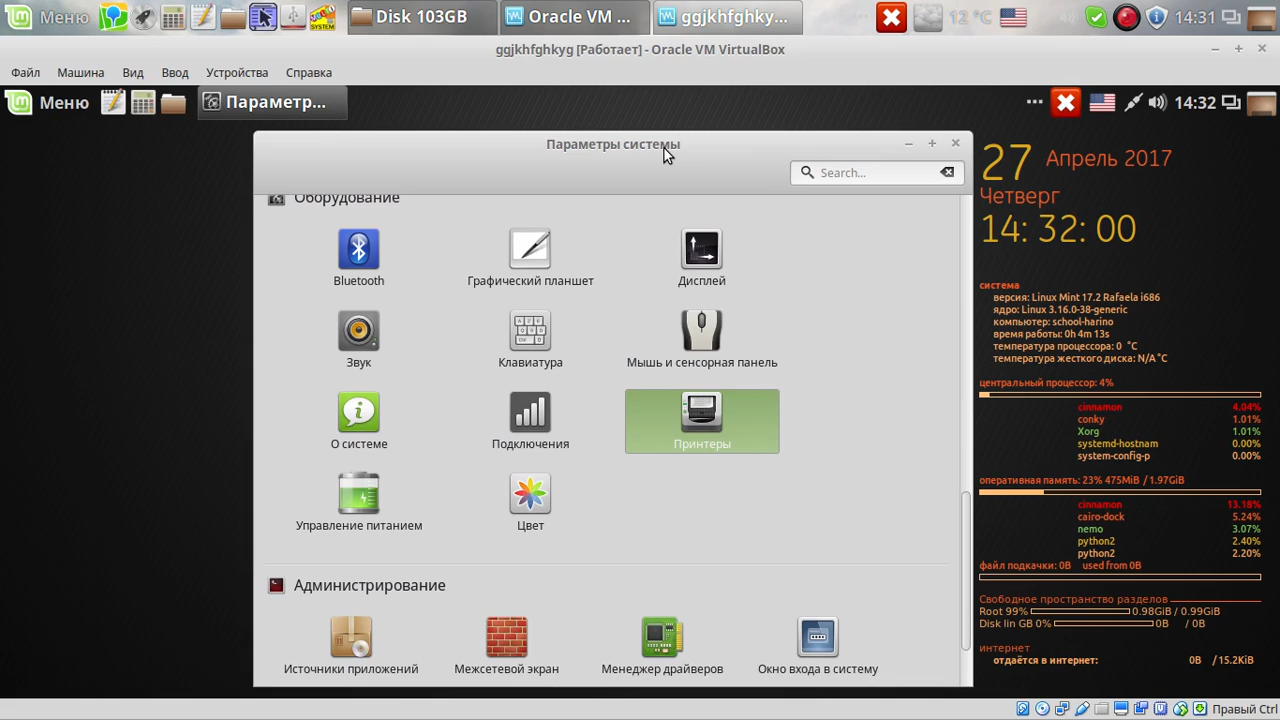 Меню Disk 103GB Oracle VM ... ggjkhfghky... 12 °C 14:31
ggjkhfghkyg [Работает] - Oracle VM VirtualBox
Файл Машина Вид Ввод Устройства Справка
Меню Параметр... 14:32
Параметры системы
Search...
Оборудование
Bluetooth Графический планшет Дисплей
Звук Клавиатура Мышь и сенсорная панель
О системе Подключения Принтеры
Управление питанием Цвет
Администрирование
Источники приложений Межсетевой экран Менеджер драйверов Окно входа в систему
27 Апрель 2017
Четверг
14: 32: 00
система
версия: Linux Mint 17.2 Rafaela i686
ядро: Linux 3.16.0-38-generic
компьютер: school-harino
время работы: 0h 4m 13s
температура процессора: 0 °C
температура жесткого диска: N/A°C
центральный процессор: 4%
cinnamon 4.04%
conky 1.01%
Xorg 1.01%
systemd-hostnam 0.00%
system-config-p 0.00%
оперативная память: 23% 475MiB / 1.97GiB
cinnamon 13.18%
cairo-dock 5.24%
nemo 3.07%
python2 2.40%
python2 2.20%
файл подкачки: 0B used from 0B
Свободное пространство разделов
Root 99% 0.98GiB / 0.99GiB
Disk lin GB 0% 0B / 0B
интернет
отдаётся в интернет: 0B / 15.2KiB
Правый Ctrl